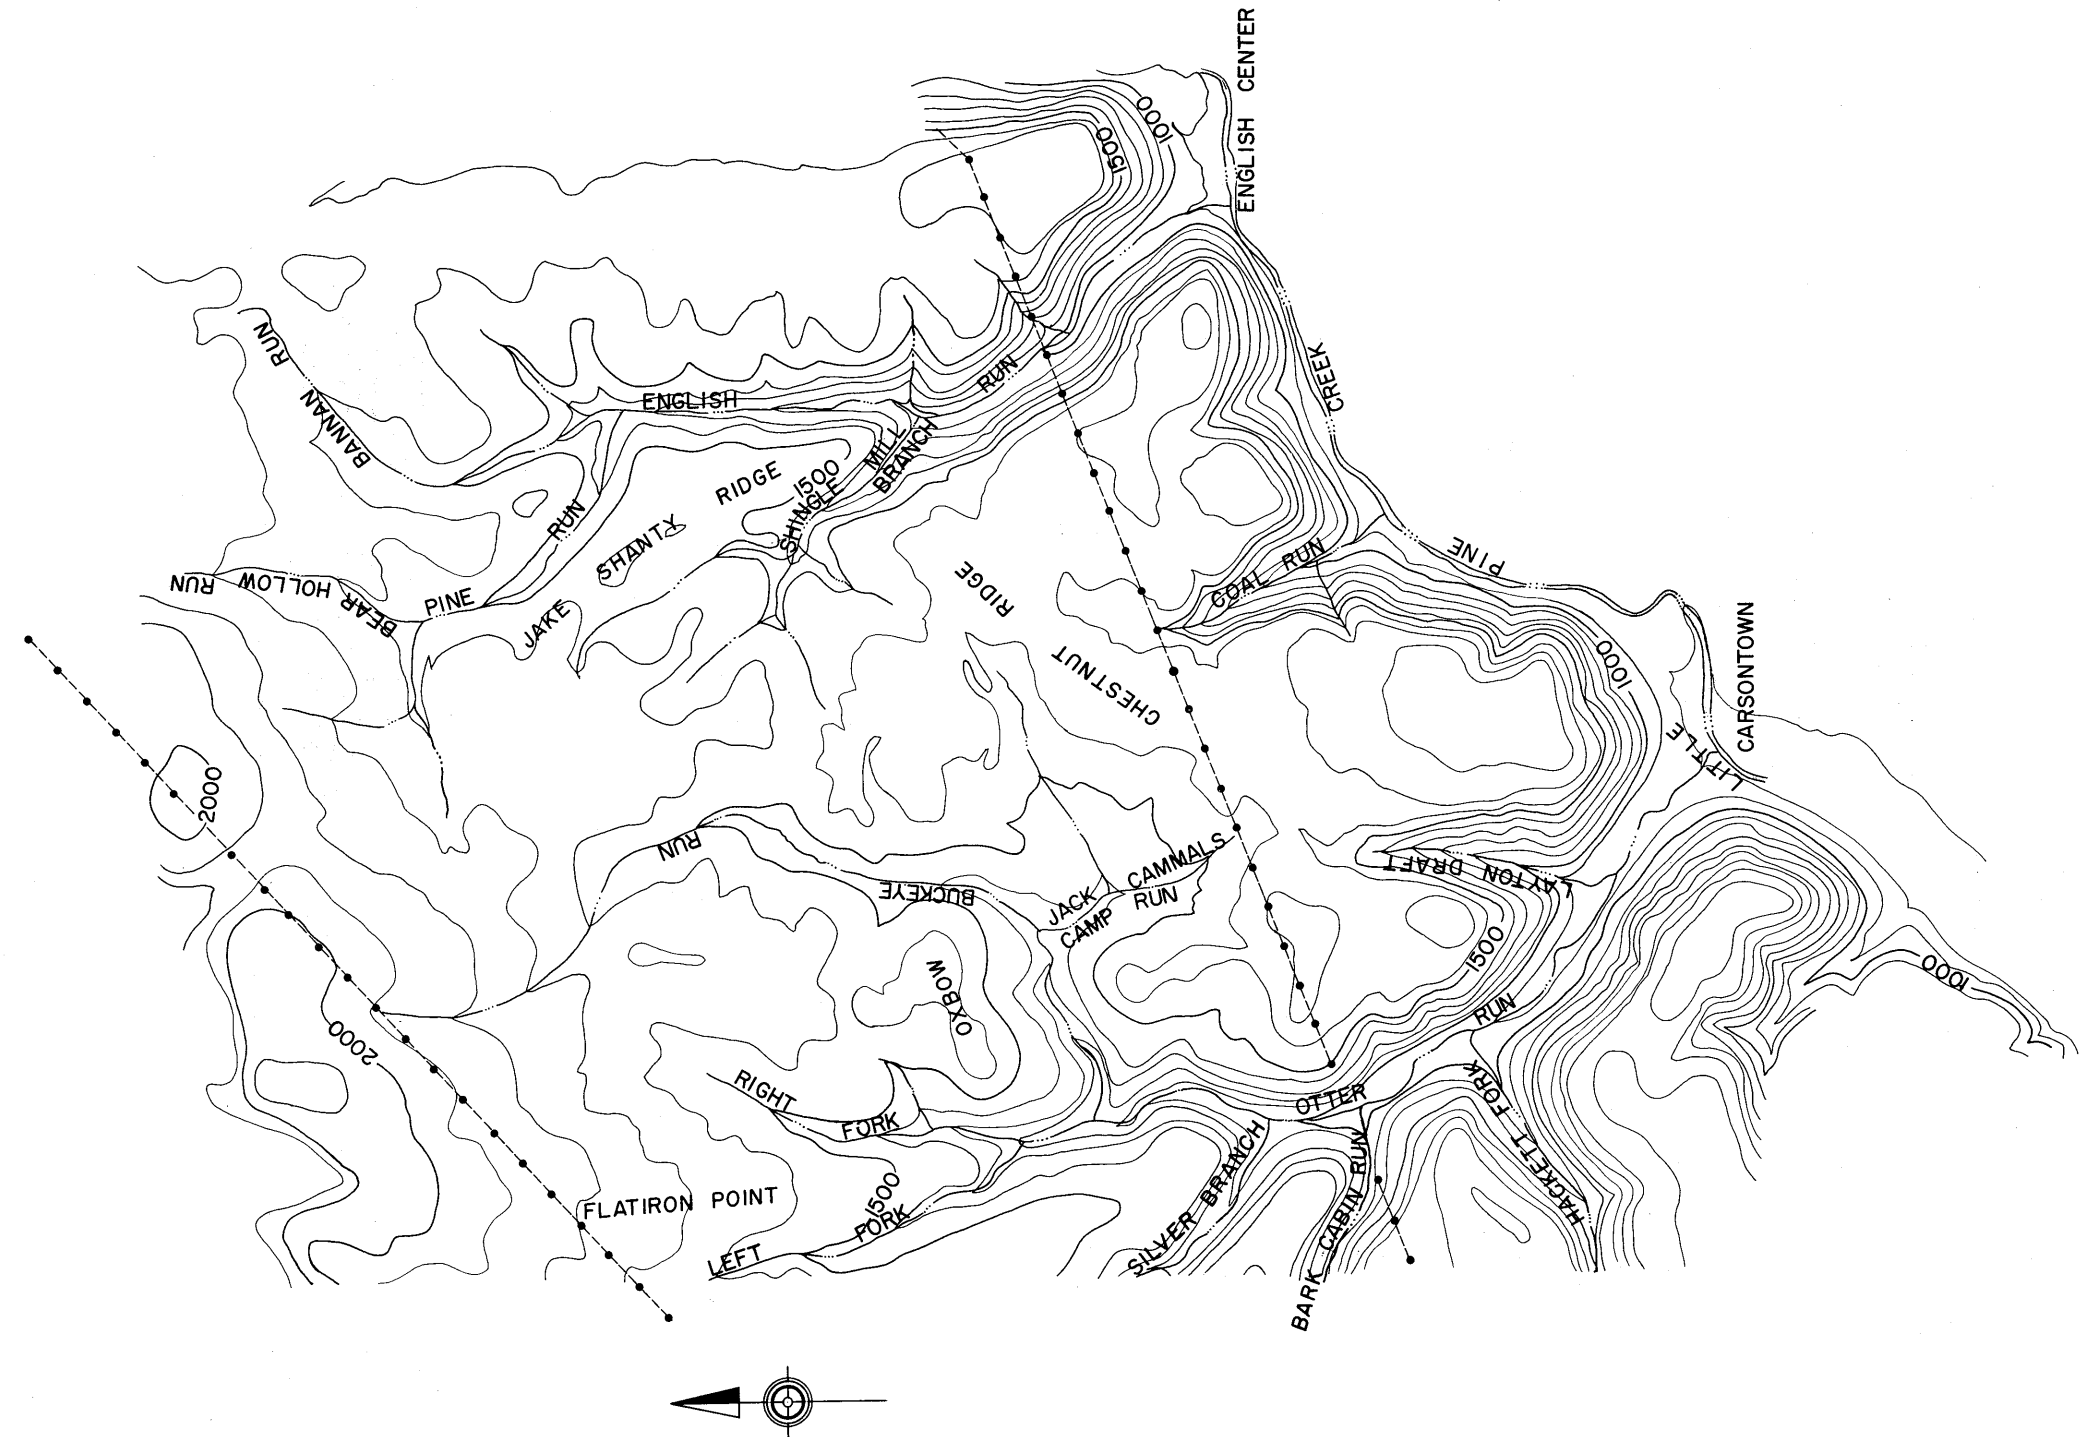 ENGLISH CENTER
1000
1500
BANNAN RUN
ENGLISH RUN
CREEK
MILL BRANCH
SHINGLE
1500
SHANTY RIDGE
JAKE
PINE RUN
BEAR HOLLOW RUN
CHESTNUT RIDGE
COAL RUN
PINE
1000
LITTLE
CARSONTOWN
2000
BUCKEYE RUN
JACK CAMMALS
CAMP RUN
LAYTON DRAFT
1500
1000
OXBOW
2000
RIGHT FORK
OTTER RUN
HACKETT FORK
FLATIRON POINT
1500
LEFT FORK
SILVER BRANCH
BARK CABIN RUN